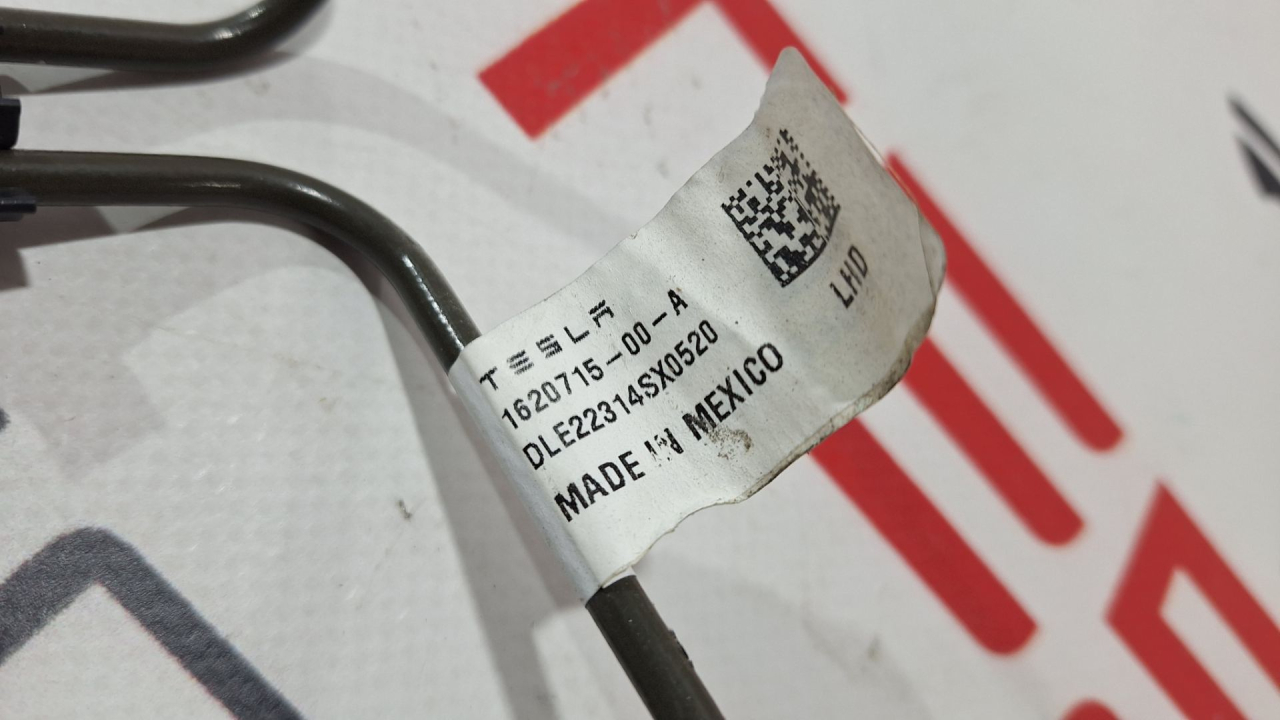 TESLA
1620715-00-A
DLE22314SX0520
MADE IN MEXICO
LHD